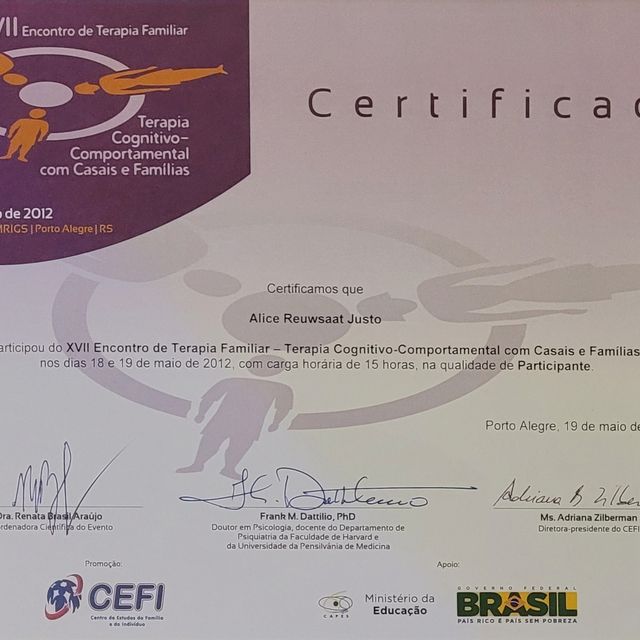 VII Encontro de Terapia Familiar
Certificad
Terapia
Cognitivo-
Comportamental
com Casais e Famílias
de 2012
MRIGS | Porto Alegre | RS
Certificamos que
Alice Reuwsaat Justo
articipou do XVII Encontro de Terapia Familiar – Terapia Cognitivo-Comportamental com Casais e Famílias
nos dias 18 e 19 de maio de 2012, com carga horária de 15 horas, na qualidade de Participante.
Porto Alegre, 19 de maio de
Dra. Renata Brasil Araújo
ordenadora Científica do Evento
Frank M. Dattilio, PhD
Doutor em Psicologia, docente do Departamento de
Psiquiatria da Faculdade de Harvard e
da Universidade da Pensilvânia de Medicina
Ms. Adriana Zilberman
Diretora-presidente do CEFI
Promoção:
CEFI
Centro de Estudos da Família
e do Indivíduo
Apoio:
CAPES
Ministério da
Educação
GOVERNO FEDERAL
BRASIL
PAÍS RICO É PAÍS SEM POBREZA